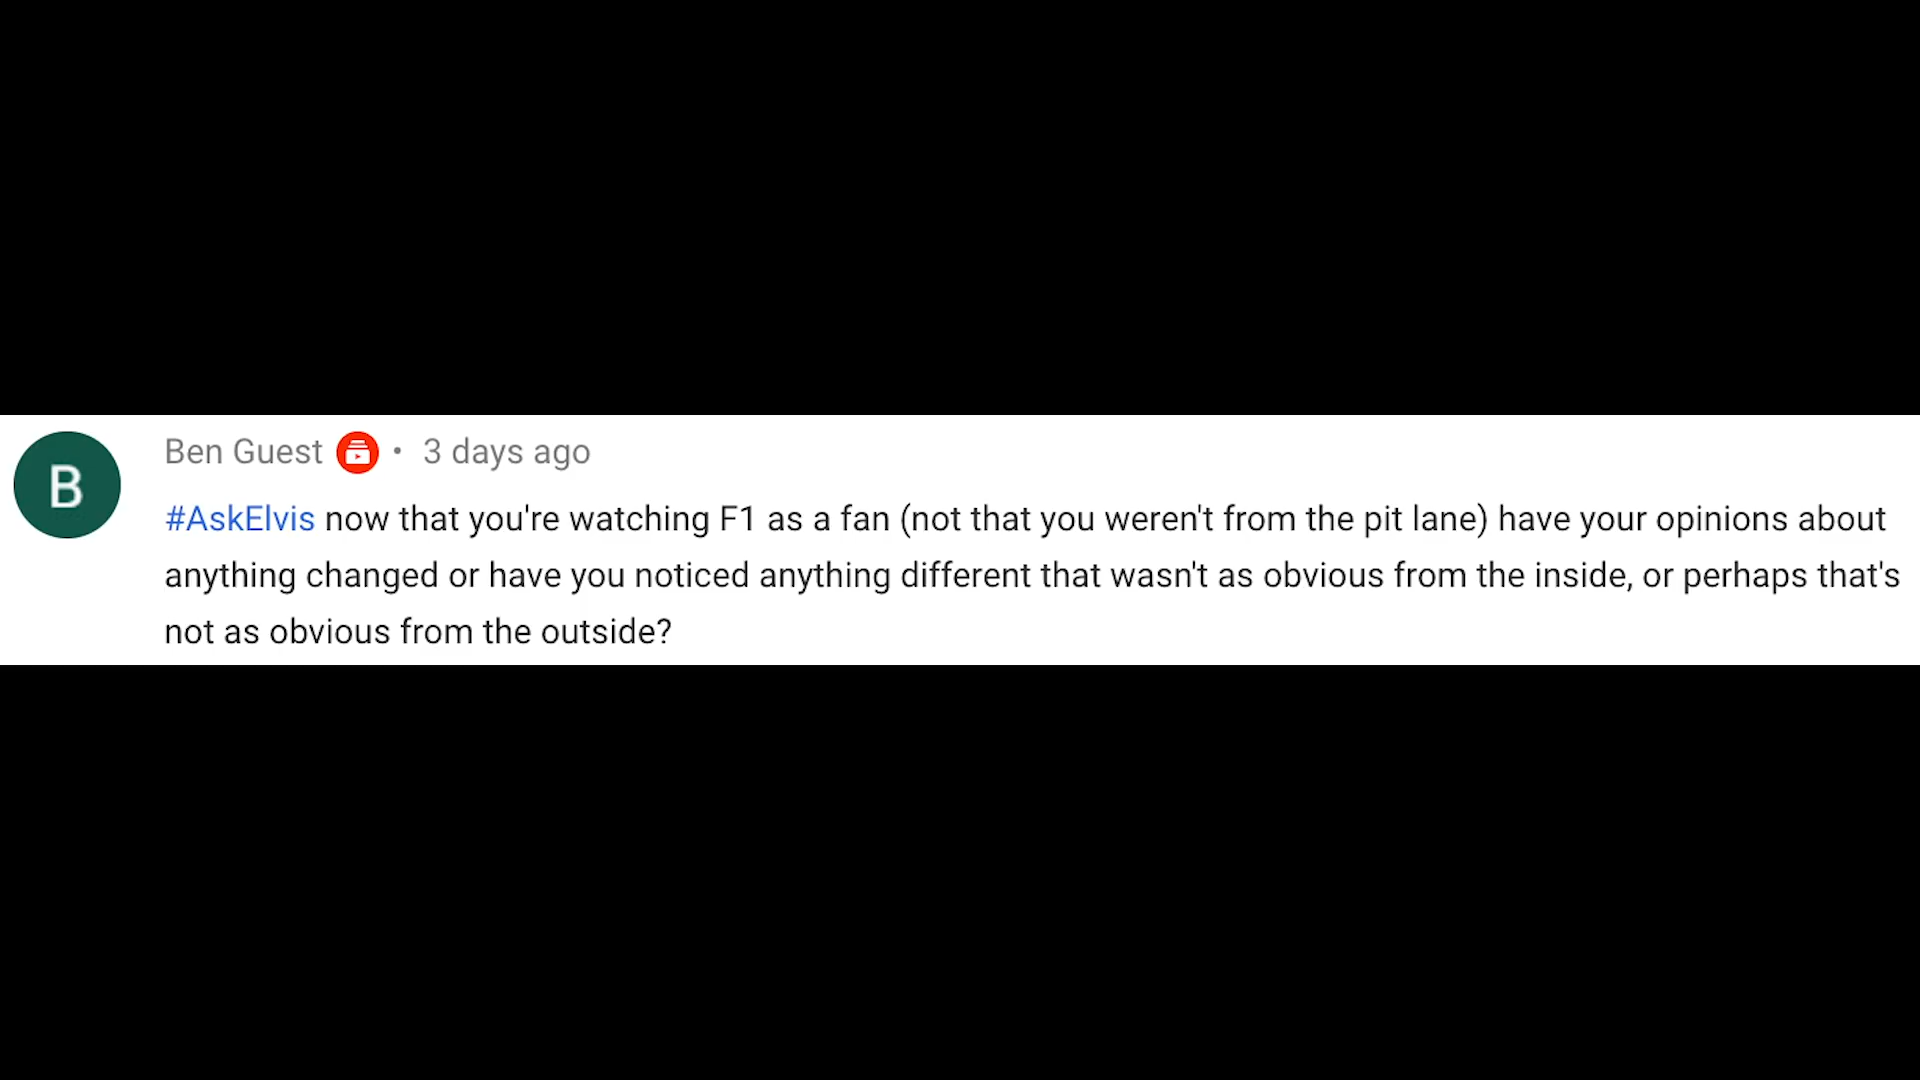 B
Ben Guest • 3 days ago
#AskElvis now that you're watching F1 as a fan (not that you weren't from the pit lane) have your opinions about
anything changed or have you noticed anything different that wasn't as obvious from the inside, or perhaps that's
not as obvious from the outside?